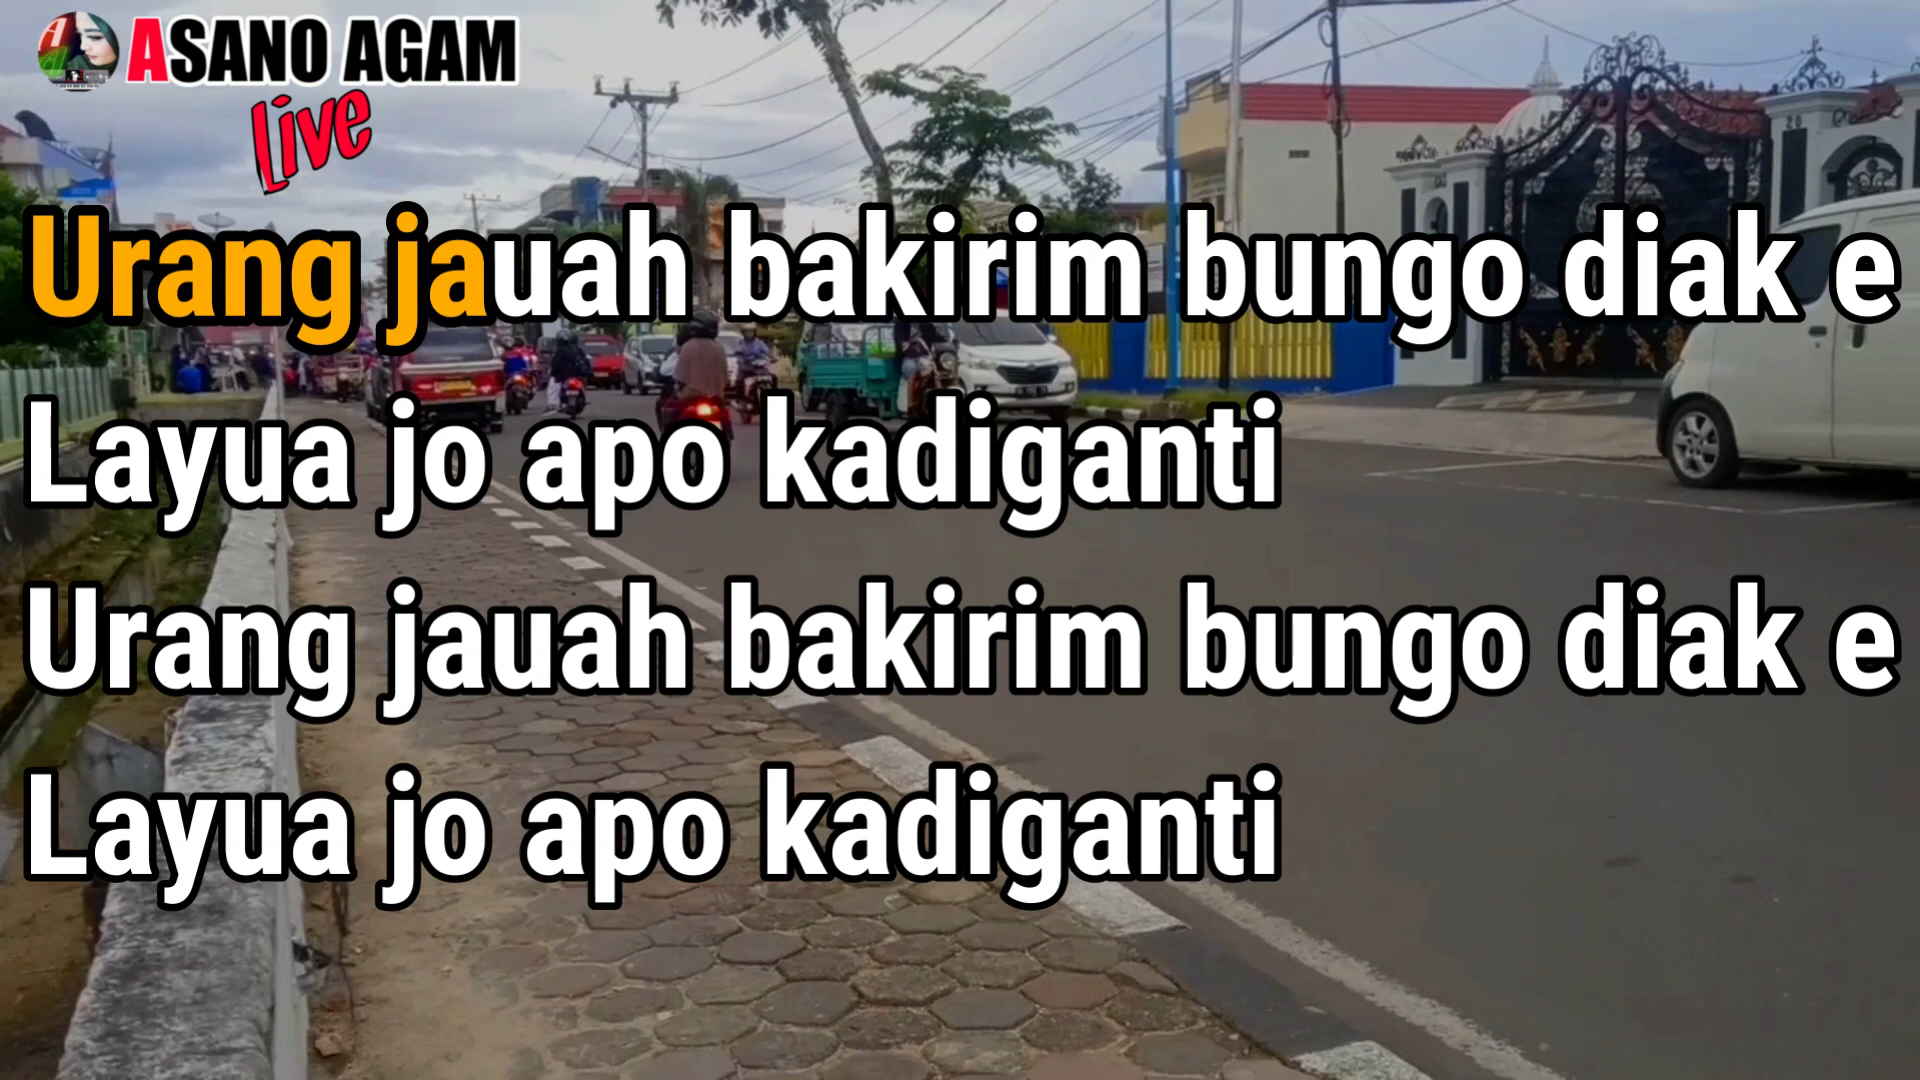 ASANO AGAM
Live
Urang jauah bakirim bungo diak e
Layua jo apo kadiganti
Urang jauah bakirim bungo diak e
Layua jo apo kadiganti